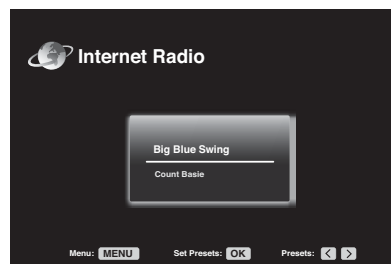 Internet Radio
Big Blue Swing
Count Basie
Menu: MENU Set Presets: OK Presets: < >